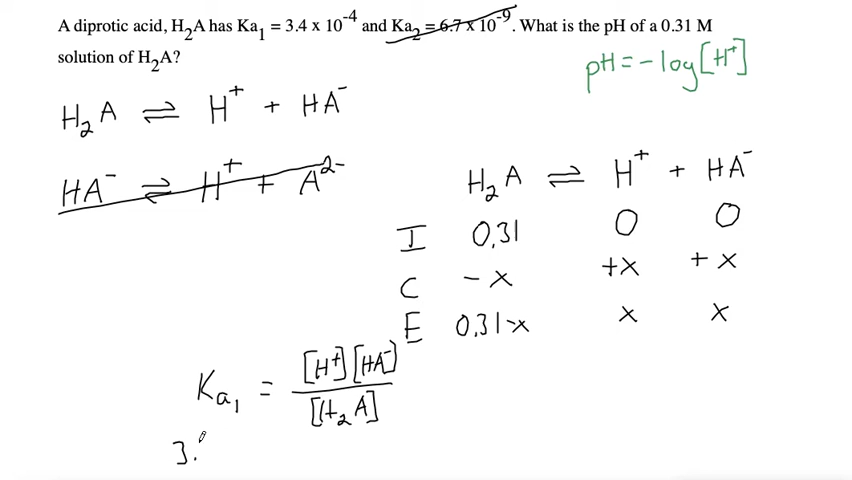 A diprotic acid, H₂A has Ka₁ = 3.4 x 10⁻⁴ and Ka₂ = 6.7 x 10⁻⁹. What is the pH of a 0.31 M
solution of H₂A?
pH = -log[H⁺]
H₂A ⇌ H⁺ + HA⁻
HA⁻ ⇌ H⁺ + A²⁻
H₂A ⇌ H⁺ + HA⁻
I 0.31 0 0
C -x +x +x
E 0.31-x x x
Ka₁ = [H⁺][HA⁻] / [H₂A]
3.